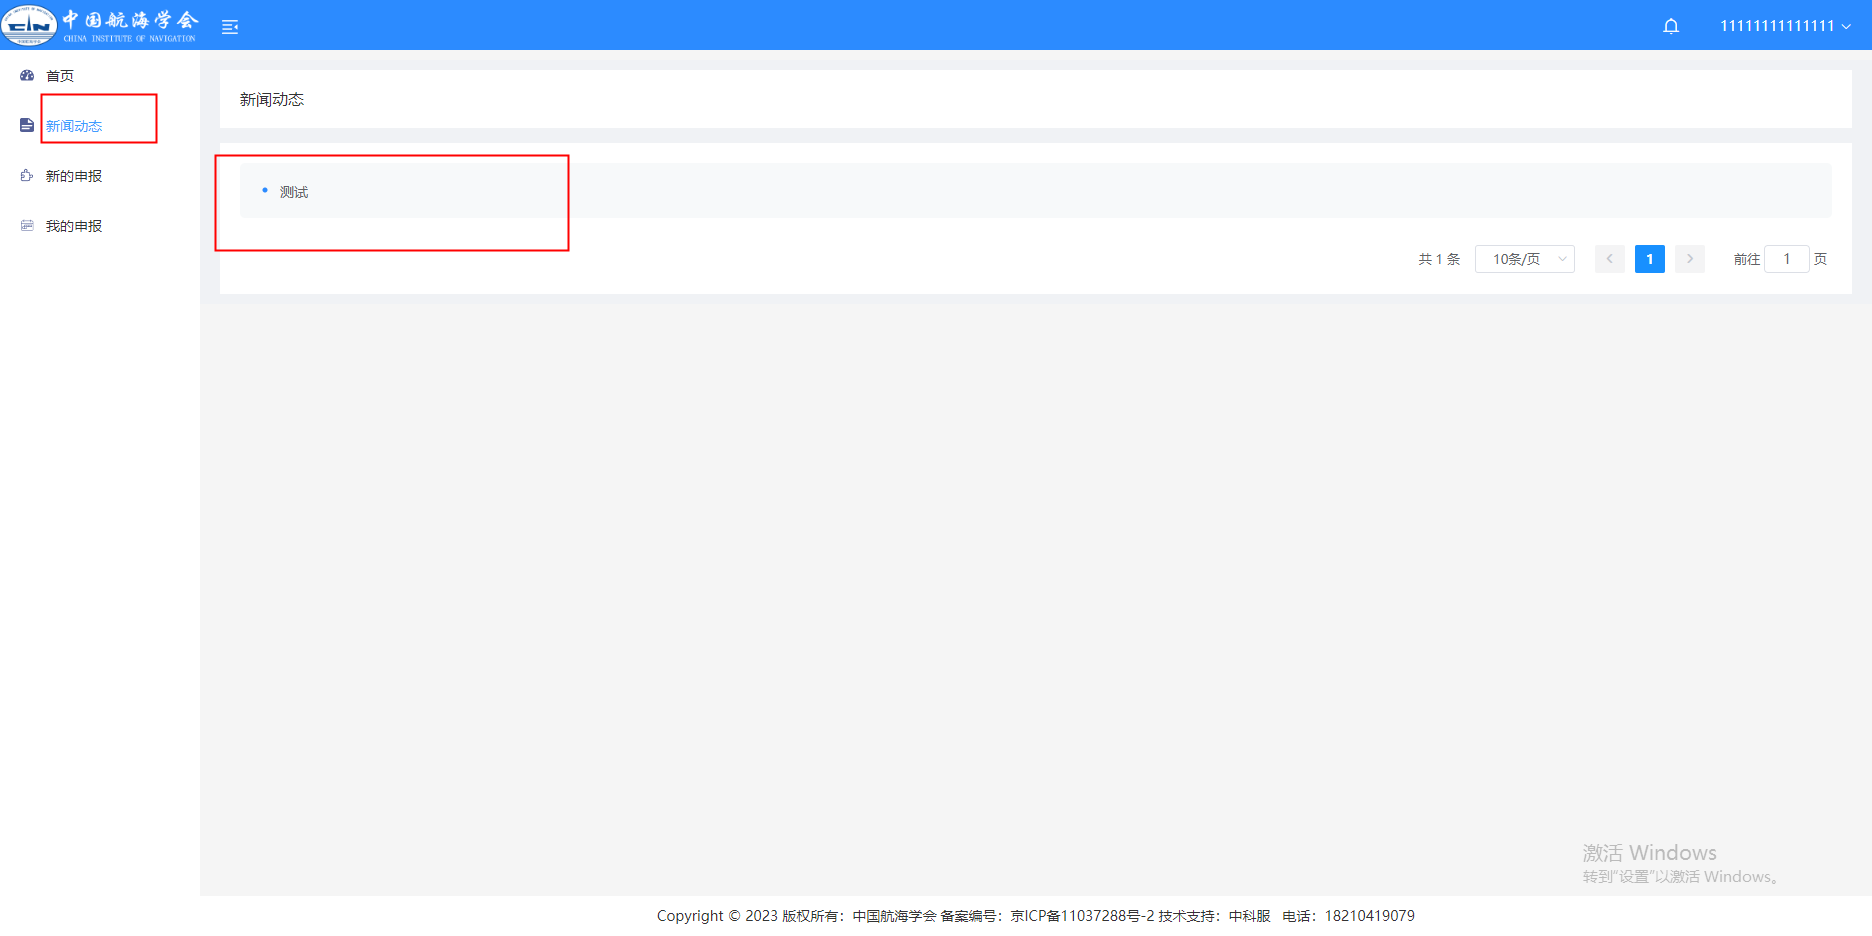 中国航海学会
CHINA INSTITUTE OF NAVIGATION
11111111111111
首页
新闻动态
新的申报
我的申报
新闻动态
测试
共 1 条 10条/页 1 前往 1 页
激活 Windows
转到“设置”以激活 Windows。
Copyright © 2023 版权所有：中国航海学会 备案编号：京ICP备11037288号-2 技术支持：中科服 电话：18210419079